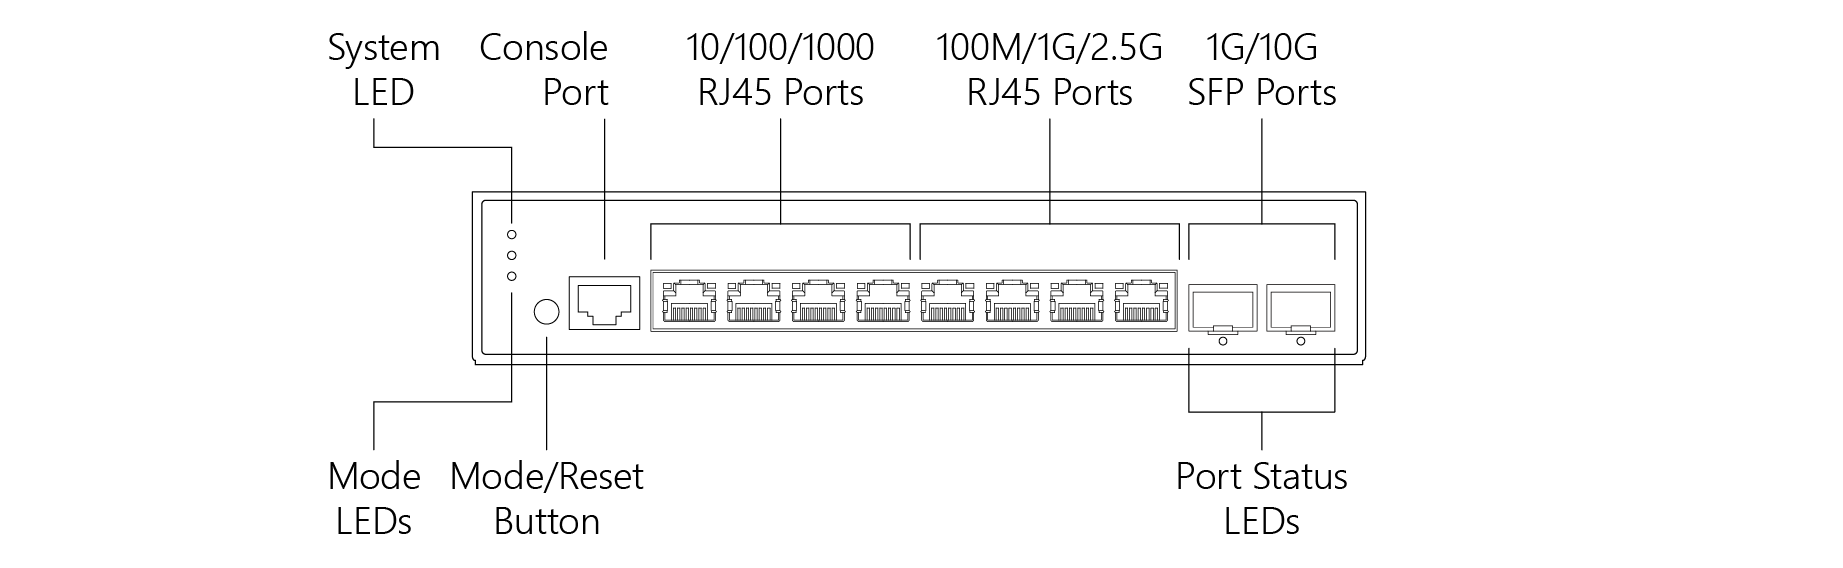 System
LED
Console
Port
10/100/1000
RJ45 Ports
100M/1G/2.5G
RJ45 Ports
1G/10G
SFP Ports
Mode
LEDs
Mode/Reset
Button
Port Status
LEDs